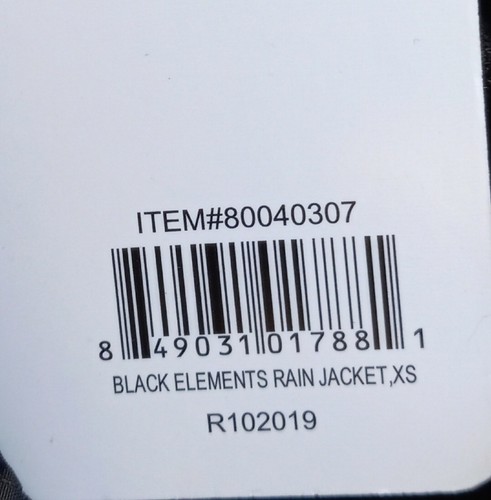 ITEM#80040307
8 49031 01788 1
BLACK ELEMENTS RAIN JACKET,XS
R102019